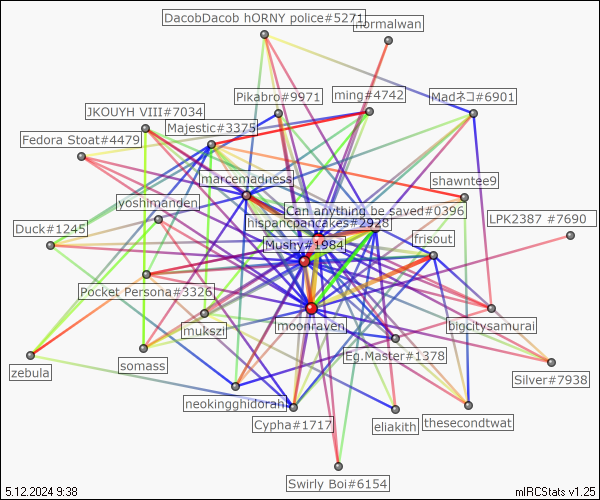 DacobDacob hORNY police#5271
normalwan
Pikabro#9971
ming#4742
Madネコ#6901
JKOUYH VIII#7034
Majestic#3375
Fedora Stoat#4479
marcemadness
shawntee9
yoshimanden
Can anything be saved#0396
LPK2387 #7690
hispancpancakes#2928
Duck#1245
Mushy#1984
frisout
Pocket Persona#3326
mukszi
moonraven
bigcitysamurai
Eg.Master#1378
zebula
somass
Silver#7938
neokingghidorah
Cypha#1717
eliakith
thesecondtwat
Swirly Boi#6154
5.12.2024 9:38
mIRCStats v1.25